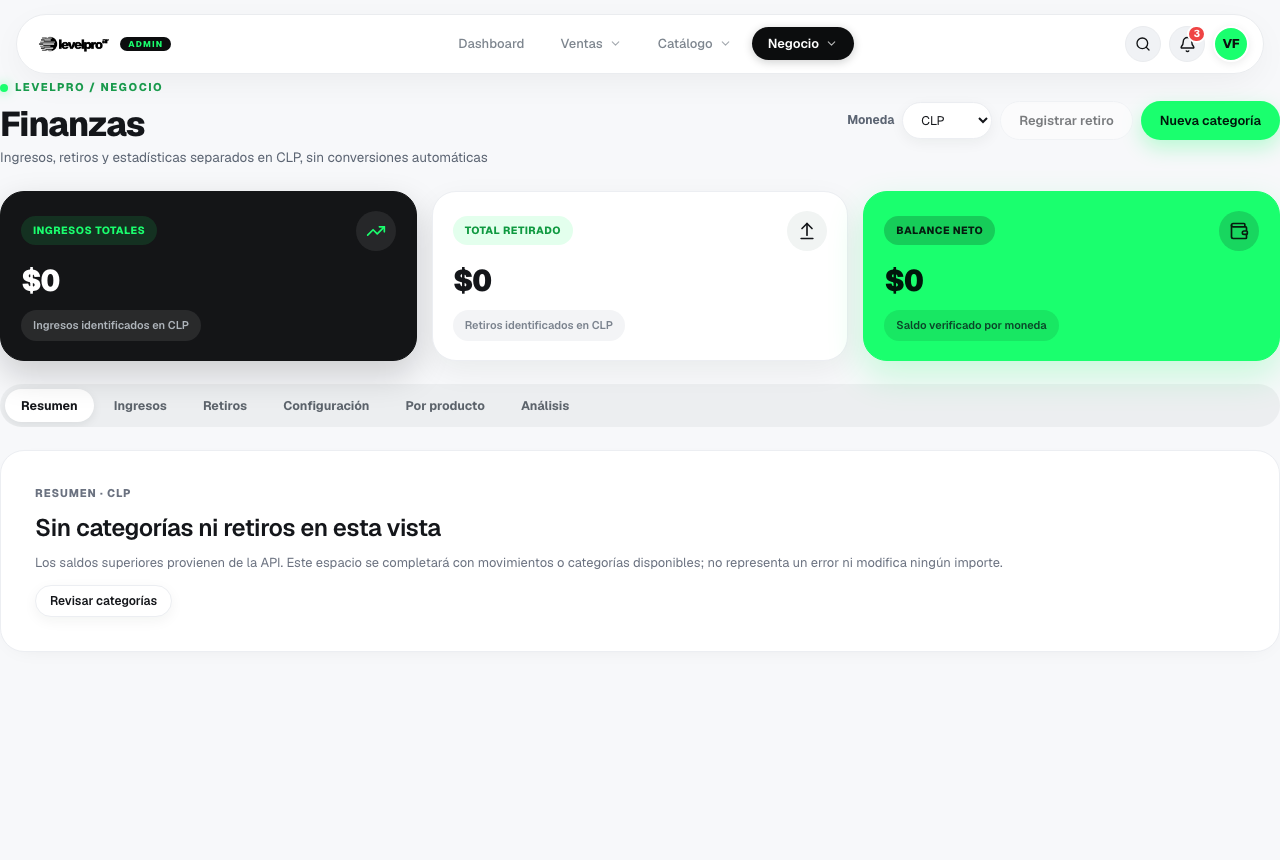 levelpro
ADMIN
Dashboard
Ventas
Catálogo
Negocio
3
VF
LEVELPRO / NEGOCIO
Finanzas
Ingresos, retiros y estadísticas separados en CLP, sin conversiones automáticas
Moneda
CLP
Registrar retiro
Nueva categoría
INGRESOS TOTALES
$0
Ingresos identificados en CLP
TOTAL RETIRADO
$0
Retiros identificados en CLP
BALANCE NETO
$0
Saldo verificado por moneda
Resumen
Ingresos
Retiros
Configuración
Por producto
Análisis
RESUMEN · CLP
Sin categorías ni retiros en esta vista
Los saldos superiores provienen de la API. Este espacio se completará con movimientos o categorías disponibles; no representa un error ni modifica ningún importe.
Revisar categorías